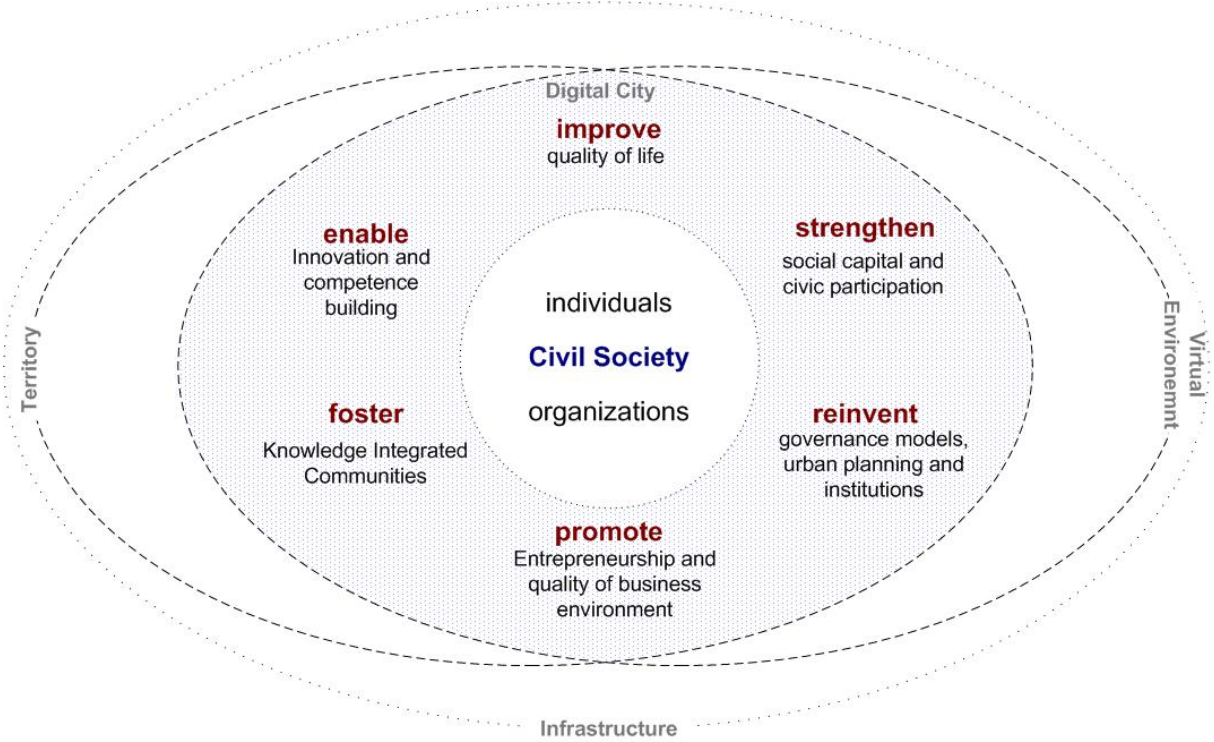 Digital City
improve
quality of life
enable
Innovation and
competence
building
strengthen
social capital and
civic participation
individuals
Civil Society
organizations
Territory
Virtual
Environemnt
foster
Knowledge Integrated
Communities
reinvent
governance models,
urban planning and
institutions
promote
Entrepreneurship and
quality of business
environment
Infrastructure